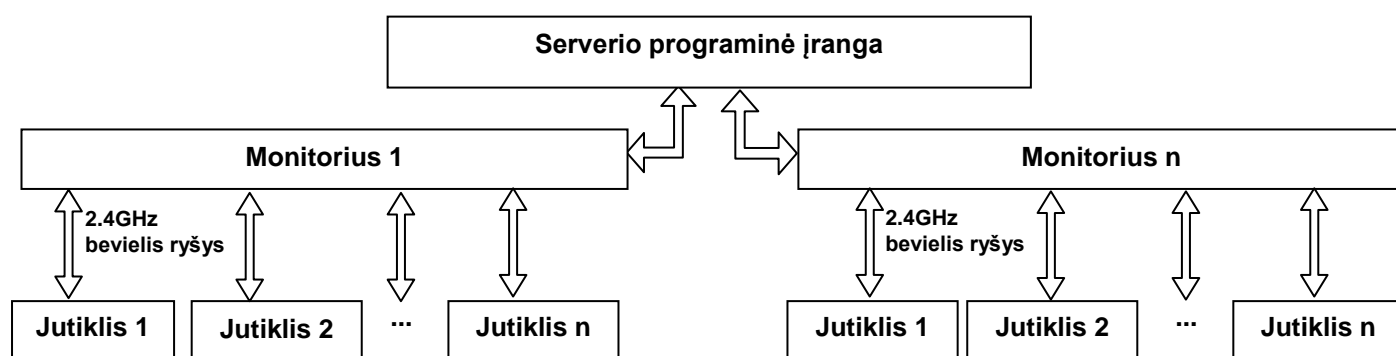 Serverio programinė įranga
Monitorius 1
Monitorius n
2.4GHz
bevielis ryšys
2.4GHz
bevielis ryšys
Jutiklis 1
Jutiklis 2
...
Jutiklis n
Jutiklis 1
Jutiklis 2
...
Jutiklis n